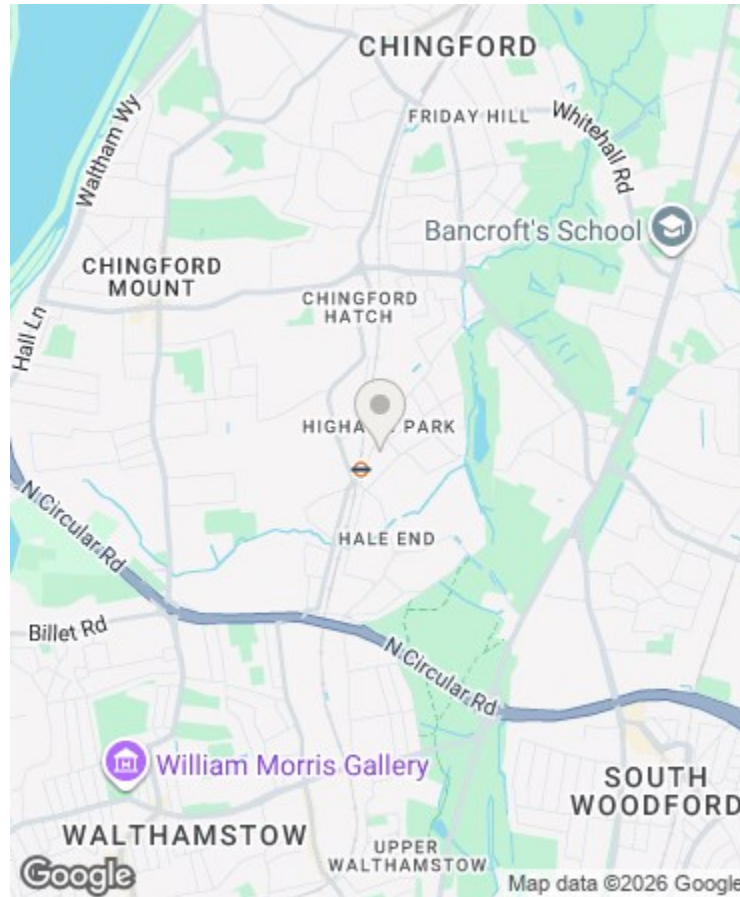 CHINGFORD
FRIDAY HILL
Whitehall Rd
Waltham Wy
Bancroft's School
CHINGFORD
MOUNT
CHINGFORD
HATCH
Hall Ln
PARK
N Circular Rd
HALE END
Billet Rd
N Circular Rd
William Morris Gallery
SOUTH
WOODFORD
WALTHAMSTOW
UPPER
WALTHAMSTOW
Google
Map data ©2026 Google